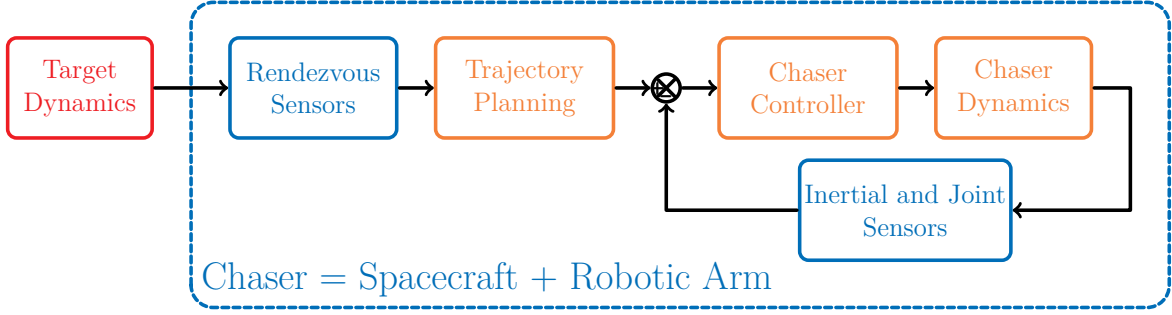 Target
Dynamics
Rendezvous
Sensors
Trajectory
Planning
Chaser
Controller
Chaser
Dynamics
Inertial and Joint
Sensors
Chaser = Spacecraft + Robotic Arm